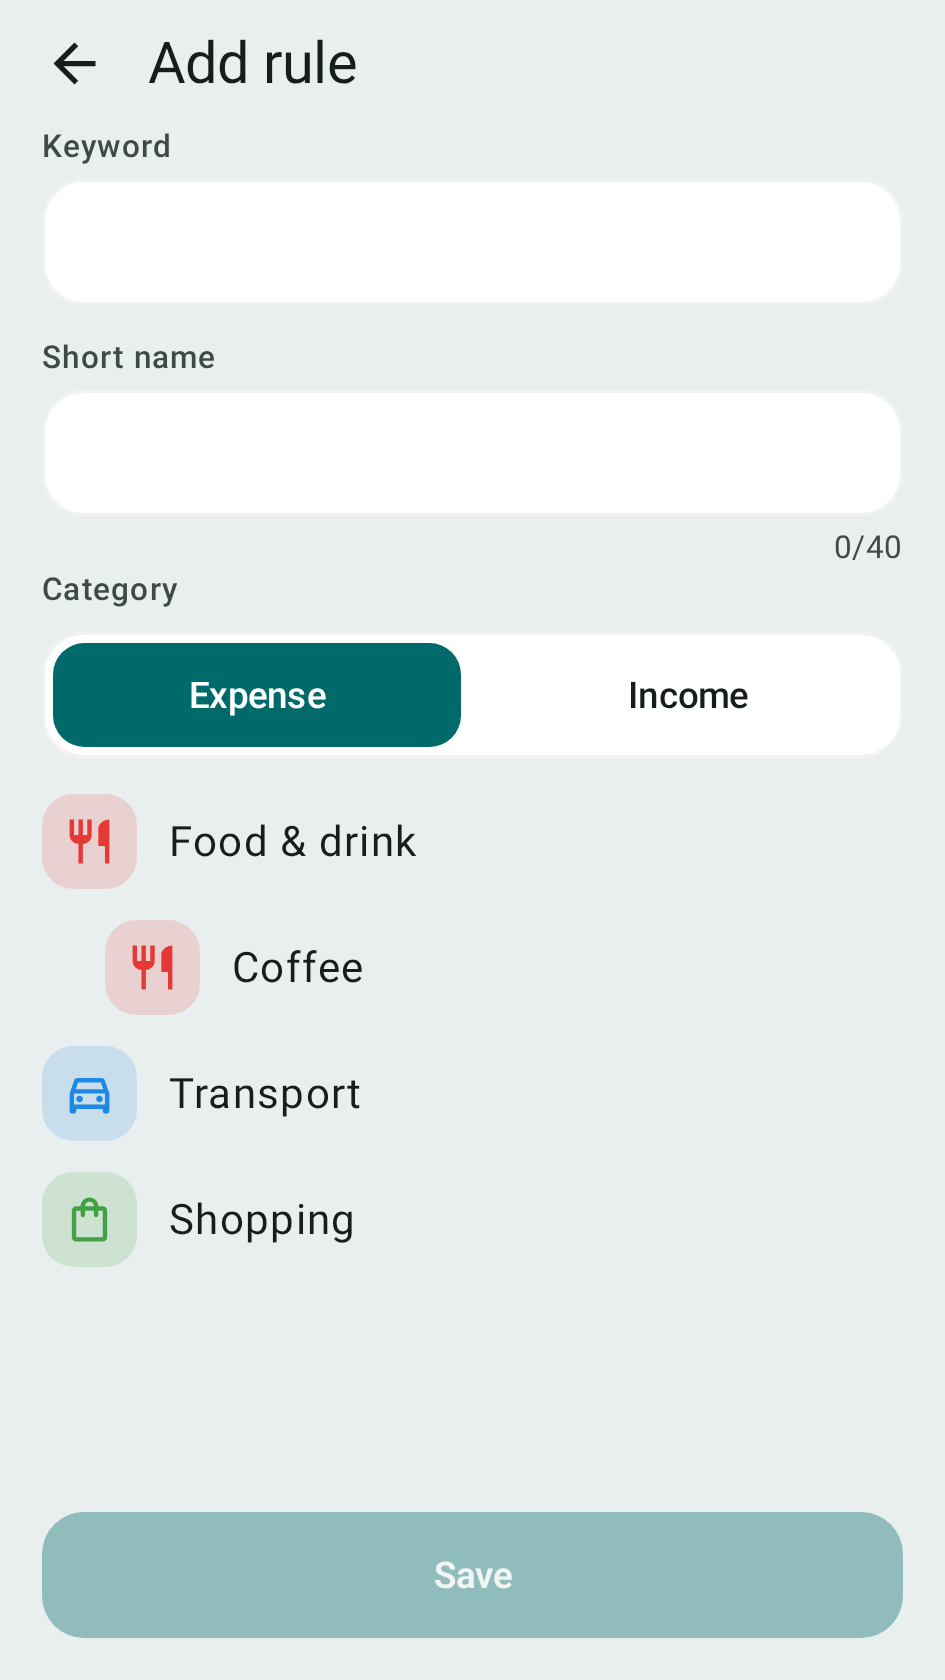 Add rule
Keyword
Short name
0/40
Category
Expense
Income
Food & drink
Coffee
Transport
Shopping
Save